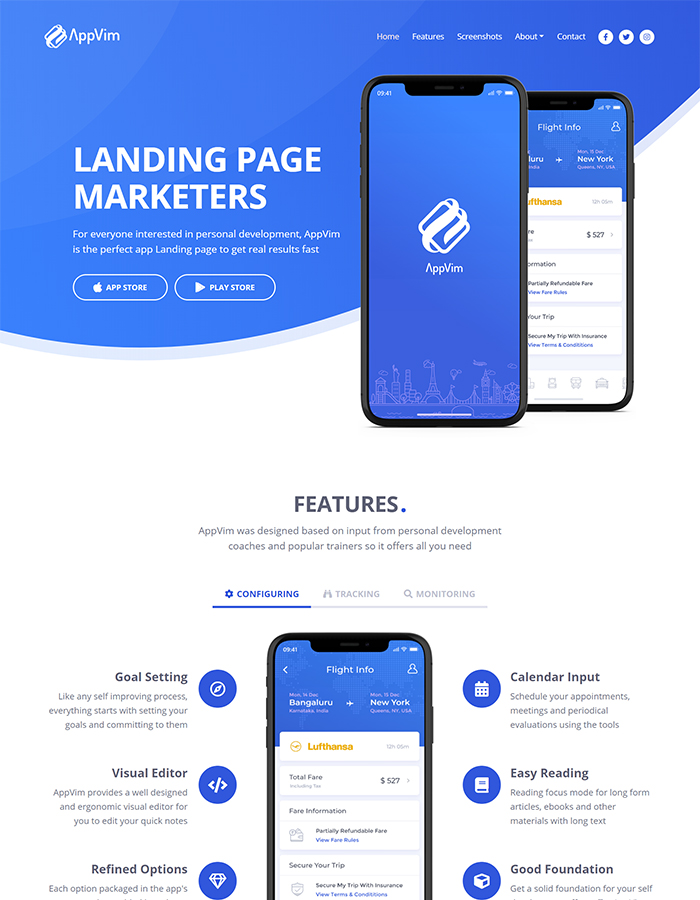 AppVim
Home Features Screenshots About Contact
LANDING PAGE
MARKETERS
For everyone interested in personal development, AppVim
is the perfect app Landing page to get real results fast
APP STORE
PLAY STORE
09:41
AppVim
Flight Info
Mon, 15 Dec
luru New York
India Queens, NY, USA
ufthansa 12h 05m
re $ 527
ormation
Partially Refundable Fare
View Fare Rules
Your Trip
Secure My Trip With Insurance
View Terms & Conditions
FEATURES.
AppVim was designed based on input from personal development
coaches and popular trainers so it offers all you need
CONFIGURING TRACKING MONITORING
Goal Setting
Like any self improving process,
everything starts with setting your
goals and committing to them
Visual Editor
AppVim provides a well designed
and ergonomic visual editor for
you to edit your quick notes
Refined Options
Each option packaged in the app's
09:41
Flight Info
Mon, 14 Dec Mon, 15 Dec
Bangaluru New York
Karnataka, India Queens, NY, USA
Lufthansa 12h 05m
Total Fare $ 527
Including Tax
Fare Information
Partially Refundable Fare
View Fare Rules
Secure Your Trip
Secure My Trip With Insurance
View Terms & Conditions
Calendar Input
Schedule your appointments,
meetings and periodical
evaluations using the tools
Easy Reading
Reading focus mode for long form
articles, ebooks and other
materials with long text
Good Foundation
Get a solid foundation for your self